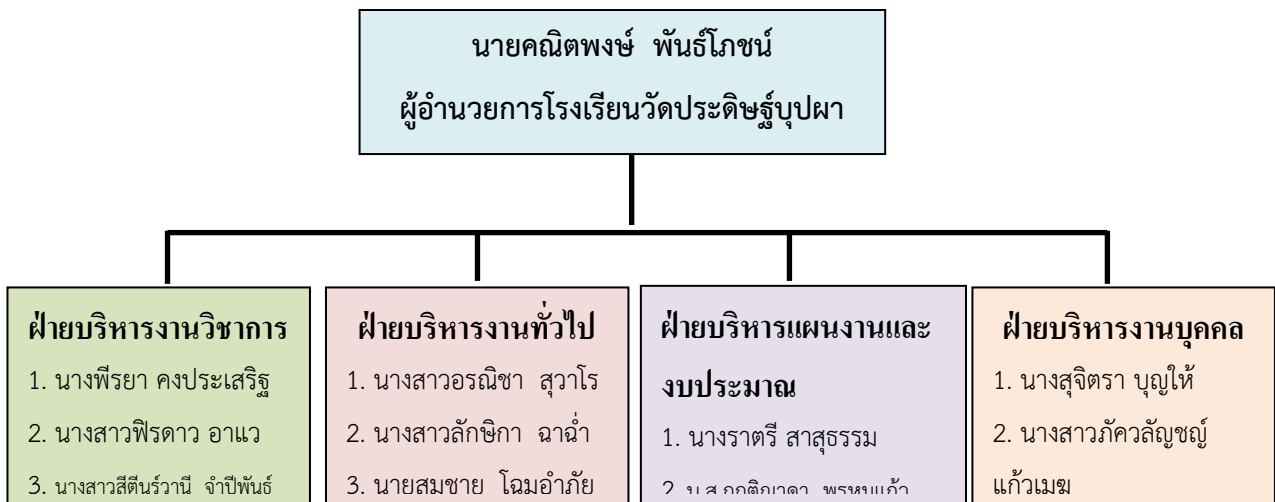 นายคณิตพงษ์ พันธ์โภชน์
ผู้อำนวยการโรงเรียนวัดประดิษฐ์บุปผา
ฝ่ายบริหารงานวิชาการ
1. นางพีรยา คงประเสริฐ
2. นางสาวฟิรดาว อาแว
3. นางสาวสีตีนร์วานี จำปีพันธ์
ฝ่ายบริหารงานทั่วไป
1. นางสาวอรณิชา สุวาโร
2. นางสาวลักษิกา ฉาฉ่ำ
3. นายสมชาย โฉมอำภัย
ฝ่ายบริหารแผนงานและ
งบประมาณ
1. นางราตรี สาสุธรรม
2. น.ส.
ฝ่ายบริหารงานบุคคล
1. นางสุจิตรา บุญให้
2. นางสาวภัควลัญชญ์
แก้วเมฆ